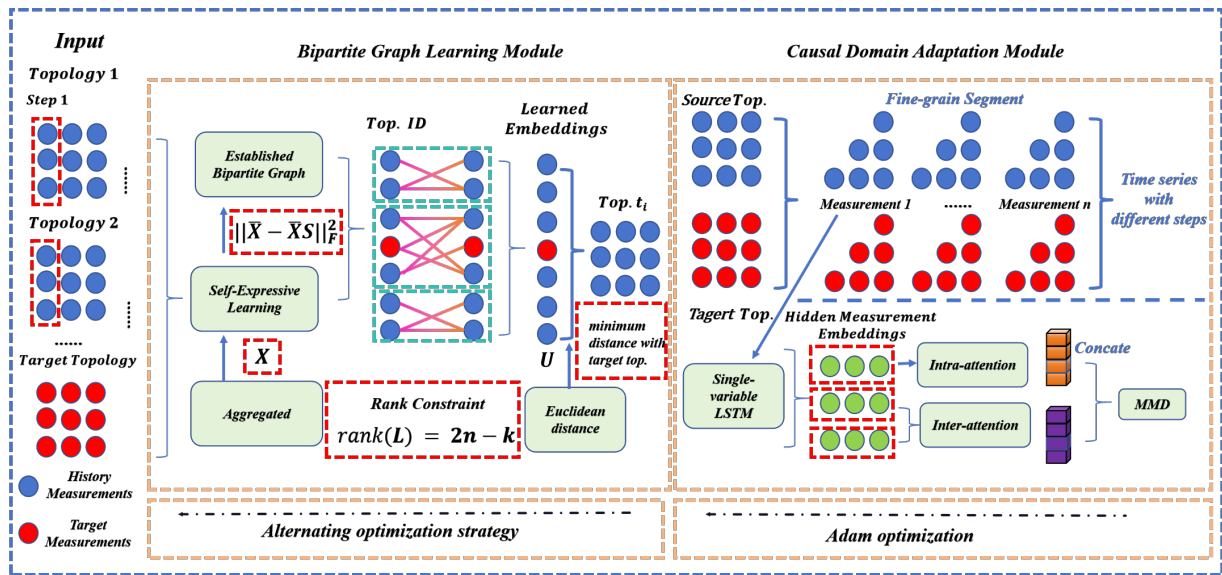 Input
Topology 1
Step 1
Topology 2
......
Target Topology
History
Measurements
Target
Measurements
Bipartite Graph Learning Module
Established
Bipartite Graph
||X̄ − X̄S||²_F
Self-Expressive
Learning
X
Aggregated
Top. ID
Rank Constraint
rank(L) = 2n − k
Learned
Embeddings
U
Euclidean
distance
Top. t_i
minimum
distance with
target top.
Alternating optimization strategy
Causal Domain Adaptation Module
Source Top.
Fine-grain Segment
Measurement 1
......
Measurement n
Time series
with
different steps
Tagert Top.
Hidden Measurement
Embeddings
Single-
variable
LSTM
Intra-attention
Inter-attention
Concate
MMD
Adam optimization